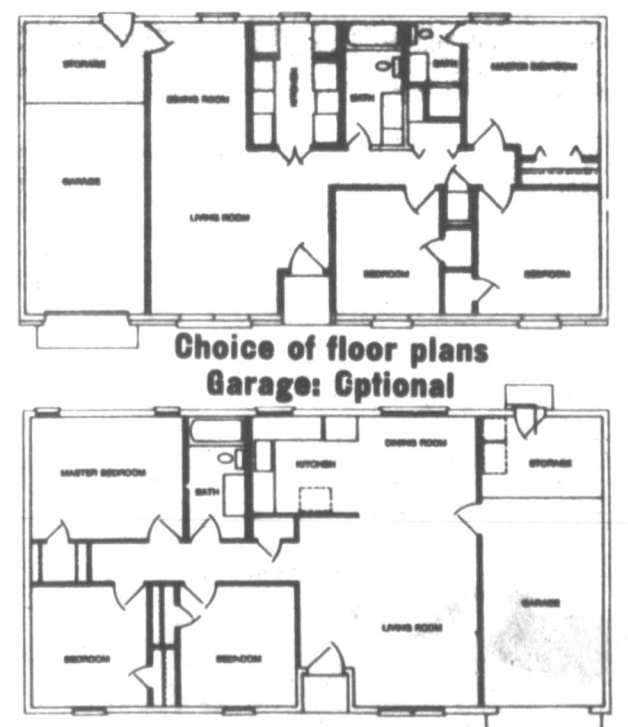 STORAGE
DINING ROOM
KITCHEN
BATH
BATH
MASTER BEDROOM
GARAGE
LIVING ROOM
BEDROOM
BEDROOM
Choice of floor plans
Garage: Cptional
MASTER BEDROOM
BATH
KITCHEN
DINING ROOM
STORAGE
BEDROOM
BEDROOM
LIVING ROOM
GARAGE